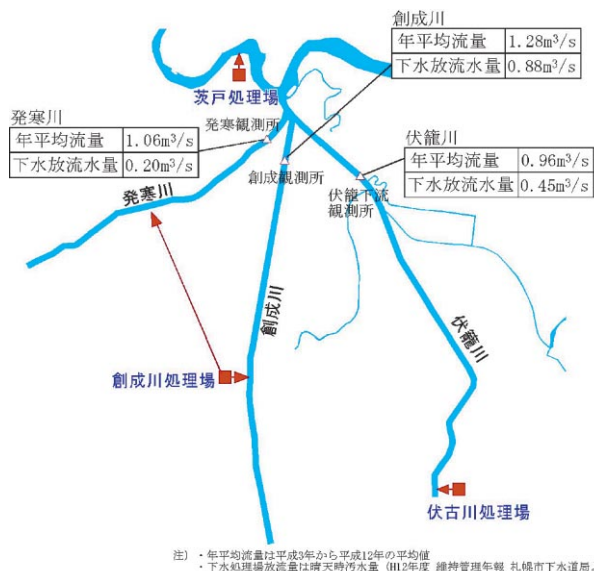 創成川
年平均流量 1.28m³/s
下水放流水量 0.88m³/s
茨戸処理場
発寒川
発寒観測所
年平均流量 1.06m³/s
下水放流水量 0.20m³/s
伏籠川
年平均流量 0.96m³/s
下水放流水量 0.45m³/s
創成観測所
伏籠下流
観測所
発寒川
創成川
伏籠川
創成川処理場
伏古川処理場
注）・年平均流量は平成3年から平成12年の平均値
・下水処理場放流量は晴天時汚水量（H12年度 維持管理年報 札幌市下水道局）